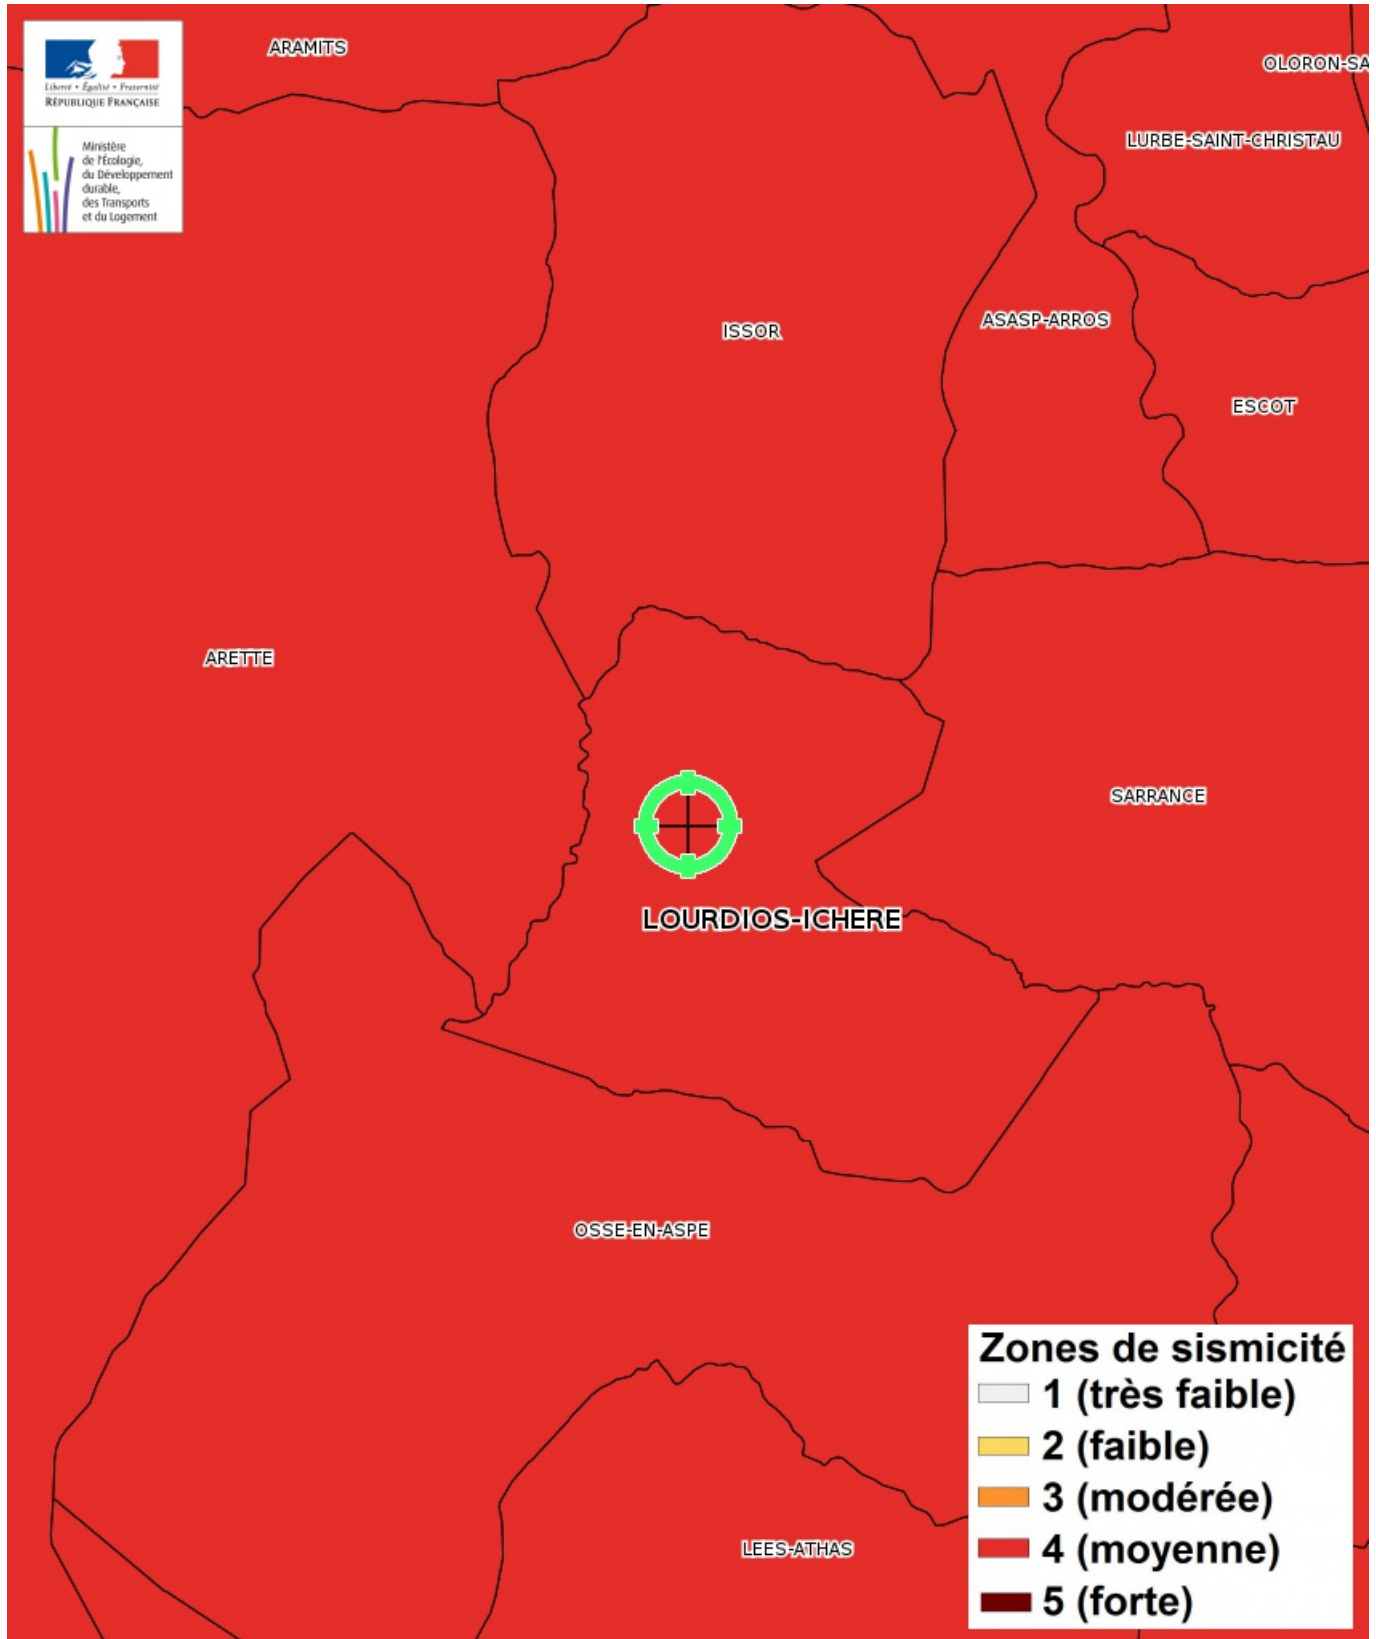 ARAMITS
OLORON-SA
Liberté • Égalité • Fraternité
RÉPUBLIQUE FRANÇAISE
LURBE-SAINT-CHRISTAU
Ministère
de l'Écologie,
du Développement
durable,
des Transports
et du Logement
ISSOR
ASASP-ARROS
ESCOT
ARETTE
SARRANCE
LOURDIOS-ICHERE
OSSE-EN-ASPE
LEES-ATHAS
Zones de sismicité
1 (très faible)
2 (faible)
3 (modérée)
4 (moyenne)
5 (forte)